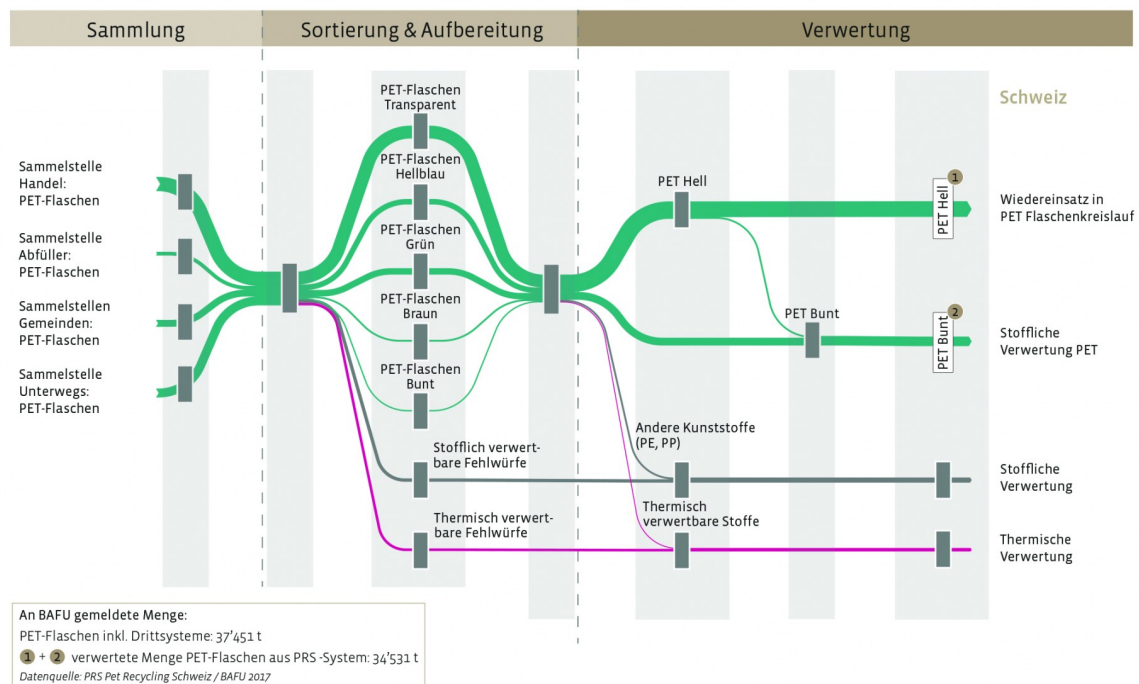 Sammlung
Sortierung & Aufbereitung
Verwertung
Schweiz
Sammelstelle
Handel:
PET-Flaschen
Sammelstelle
Abfüller:
PET-Flaschen
Sammelstellen
Gemeinden:
PET-Flaschen
Sammelstelle
Unterwegs:
PET-Flaschen
PET-Flaschen
Transparent
PET-Flaschen
Hellblau
PET-Flaschen
Grün
PET-Flaschen
Braun
PET-Flaschen
Bunt
Stofflich verwert-
bare Fehlwürfe
Thermisch verwert-
bare Fehlwürfe
PET Hell
PET Bunt
Andere Kunststoffe
(PE, PP)
Thermisch
verwertbare Stoffe
PET Hell
1
PET Bunt
2
Wiedereinsatz in
PET Flaschenkreislauf
Stoffliche
Verwertung PET
Stoffliche
Verwertung
Thermische
Verwertung
An BAFU gemeldete Menge:
PET-Flaschen inkl. Drittsysteme: 37’451 t
1 + 2 verwertete Menge PET-Flaschen aus PRS -System: 34’531 t
Datenquelle: PRS Pet Recycling Schweiz / BAFU 2017